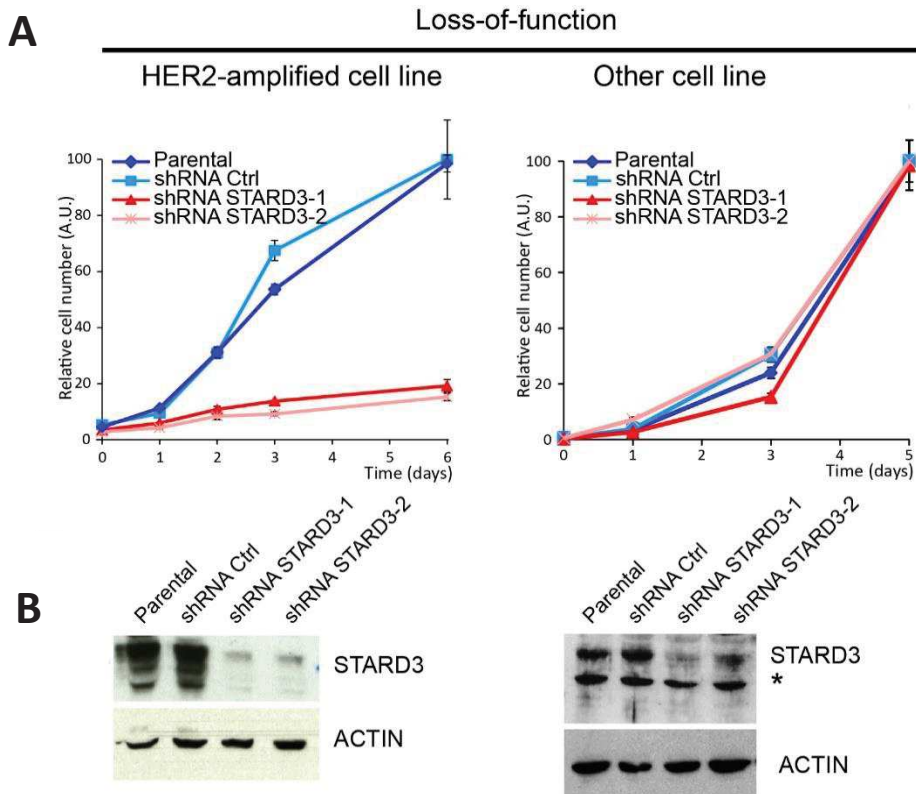 A
Loss-of-function
HER2-amplified cell line
Other cell line
Relative cell number (A.U.)
100
80
60
40
20
0
Parental
shRNA Ctrl
shRNA STARD3-1
shRNA STARD3-2
0 1 2 3 4 5 6
Time (days)
Relative cell number (A.U.)
100
80
60
40
20
0
Parental
shRNA Ctrl
shRNA STARD3-1
shRNA STARD3-2
0 1 2 3 4 5
Time (days)
B
Parental
shRNA Ctrl
shRNA STARD3-1
shRNA STARD3-2
STARD3
ACTIN
Parental
shRNA Ctrl
shRNA STARD3-1
shRNA STARD3-2
STARD3
*
ACTIN